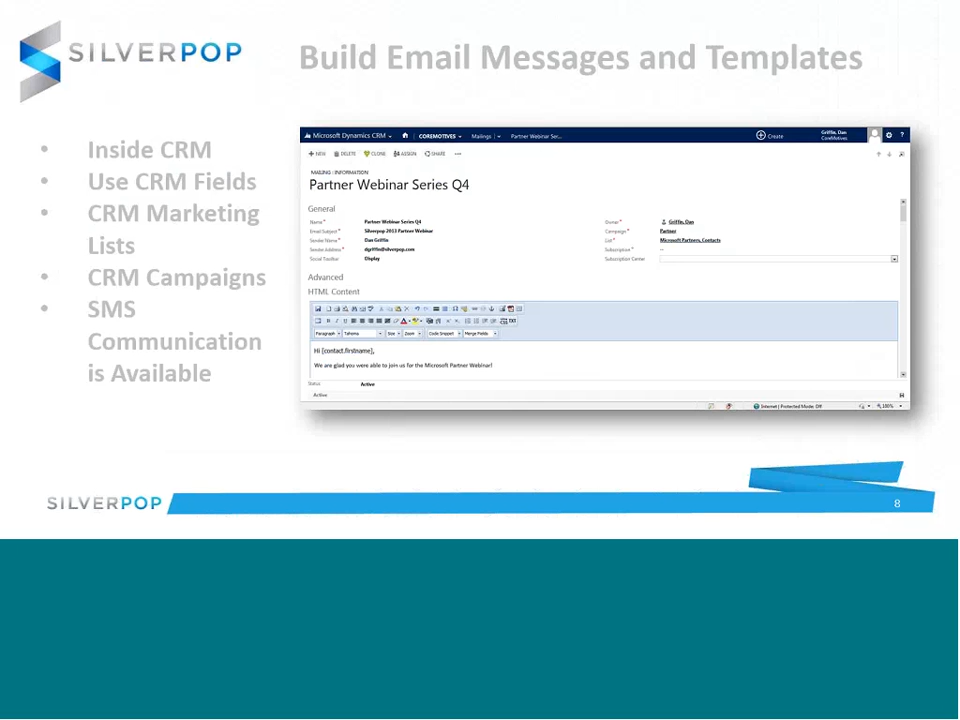 SILVERPOP
Build Email Messages and Templates
• Inside CRM
• Use CRM Fields
• CRM Marketing
Lists
• CRM Campaigns
• SMS
Communication
is Available
Microsoft Dynamics CRM
COREMOTIVES
Mailings
Partner Webinar Ser...
Create
Griffin, Dan
CoreMotives
?
NEW DELETE CLONE ASSIGN SHARE ...
MAILING : INFORMATION
Partner Webinar Series Q4
General
Name* Partner Webinar Series Q4 Owner* Griffin, Dan
Email Subject* Silverpop 2013 Partner Webinar Campaign* Partner
Sender Name* Dan Griffin List* Microsoft Partners, Contacts
Sender Address* dgriffin@silverpop.com Subscription* --
Social Toolbar Display Subscription Center
Advanced
HTML Content
Paragraph Tahoma Size Zoom Code Snippet Merge Fields
Hi [contact.firstname],
We are glad you were able to join us for the Microsoft Partner Webinar!
Status Active
Active
Internet | Protected Mode: Off 100%
SILVERPOP
8